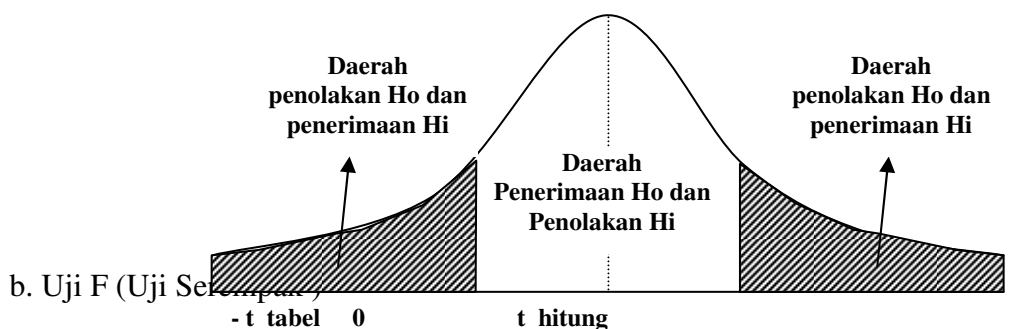 Daerah
penolakan Ho dan
penerimaan Hi
Daerah
penolakan Ho dan
penerimaan Hi
Daerah
Penerimaan Ho dan
Penolakan Hi
b. Uji F (Uji Serempak )
- t tabel 0 t hitung